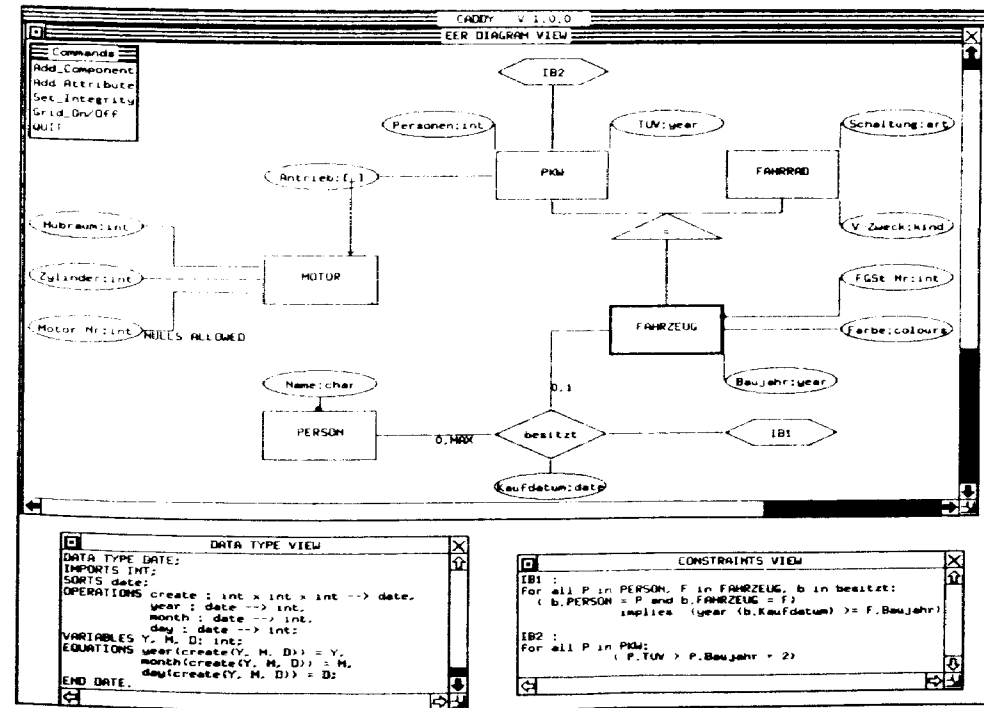 CADDY V 1.0.0
EER DIAGRAM VIEW
Commands
Add_Component
Add_Attribute
Set_Integrity
Grid_On/Off
QUIT
IB2
Personen:int
TUV:year
Schaltung:art
Antrieb:[ ]
PKW
FAHRRAD
Hubraum:int
V Zweck:kind
=
Zylinder:int
MOTOR
FGSt Nr:int
Motor Nr:int
NULLS ALLOWED
FAHRZEUG
Farbe:colours
Name:char
0,1
Baujahr:year
PERSON
0,MAX
besitzt
IB1
Kaufdatum:date
DATA TYPE VIEW
DATA TYPE DATE;
IMPORTS INT;
SORTS date;
OPERATIONS create : int x int x int --> date,
year : date --> int,
month : date --> int,
day : date --> int;
VARIABLES Y, M, D: int;
EQUATIONS year(create(Y, M, D)) = Y,
month(create(Y, M, D)) = M,
day(create(Y, M, D)) = D;
END DATE.
CONSTRAINTS VIEW
IB1 :
For all P in PERSON, F in FAHRZEUG, b in besitzt:
( b.PERSON = P and b.FAHRZEUG = F)
implies (year (b.Kaufdatum) >= F.Baujahr)
IB2 :
For all P in PKW:
( P.TUV > P.Baujahr + 2)